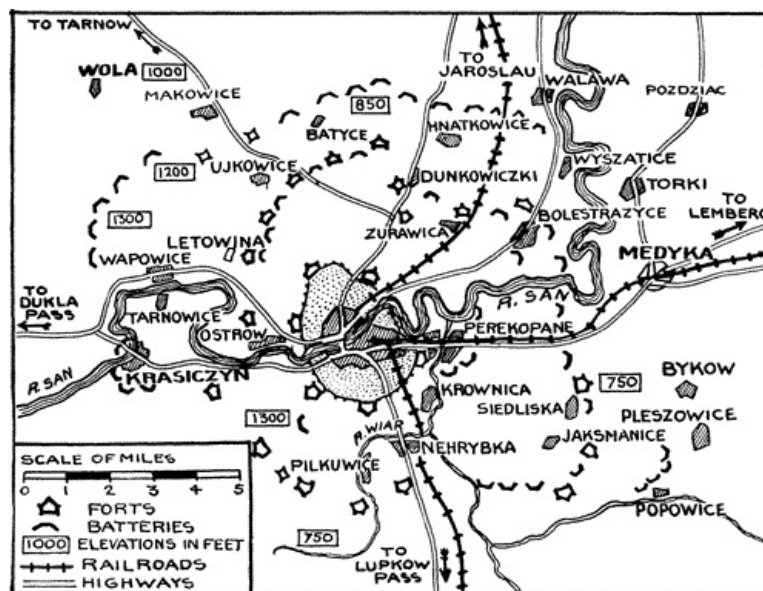 TO TARNOW
WOLA
1000
MAKOWICE
850
BATYCE
TO
JAROSLAU
HNATKOWICE
WALAWA
POZDZIAC
1200
UJKOWICE
DUNKOWICZKI
WYSZATICE
TORKI
TO
LEMBERG
1300
LETOWINA
WAPOWICE
ZURAWICA
BOLESTRAZYCE
MEDYKA
TO
DUKLA
PASS
TARNOWICE
OSTROW
R. SAN
PEREKOPANE
R. SAN
KRASICZYN
1300
R. WIAR
KROWNICA
SIEDLISKA
750
BYKOW
PLESZOWICE
JAKSMANICE
NEHRYBKA
PILKUWICE
POPOWICE
750
TO
LUPKOW
PASS
SCALE OF MILES
0 1 2 3 4 5
FORTS
BATTERIES
1000 ELEVATIONS IN FEET
RAILROADS
HIGHWAYS